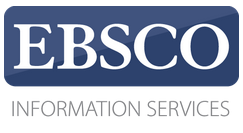 EBSCO
INFORMATION SERVICES